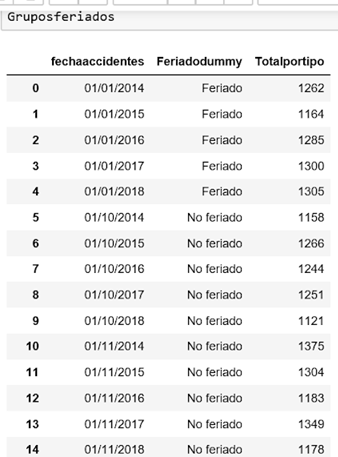 Gruposferiados
fechaaccidentes Feriadodummy Totalportipo
0 01/01/2014 Feriado 1262
1 01/01/2015 Feriado 1164
2 01/01/2016 Feriado 1285
3 01/01/2017 Feriado 1300
4 01/01/2018 Feriado 1305
5 01/10/2014 No feriado 1158
6 01/10/2015 No feriado 1266
7 01/10/2016 No feriado 1244
8 01/10/2017 No feriado 1251
9 01/10/2018 No feriado 1121
10 01/11/2014 No feriado 1375
11 01/11/2015 No feriado 1304
12 01/11/2016 No feriado 1183
13 01/11/2017 No feriado 1349
14 01/11/2018 No feriado 1178